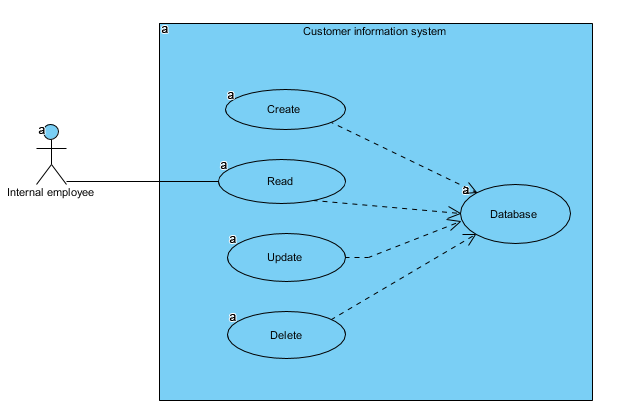 a
Customer information system
a
Create
a
Internal employee
a
Read
a
Database
a
Update
a
Delete